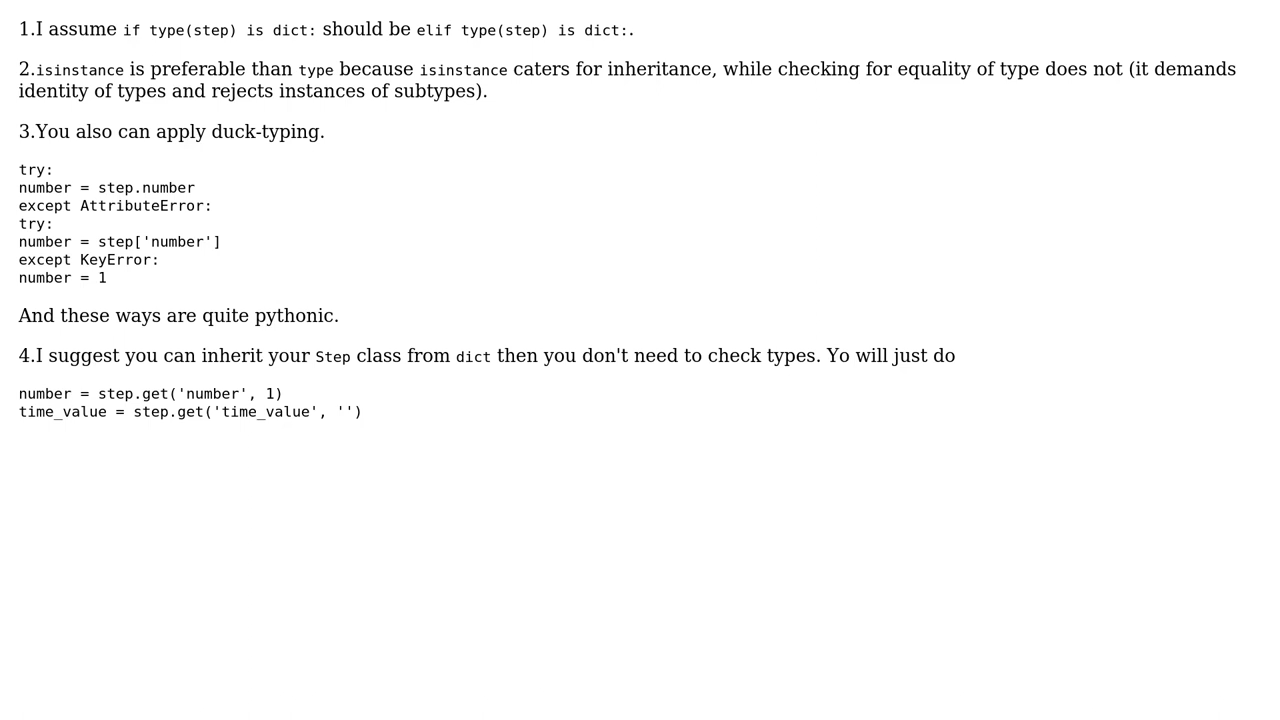 1.I assume if type(step) is dict: should be elif type(step) is dict:.
2.isinstance is preferable than type because isinstance caters for inheritance, while checking for equality of type does not (it demands
identity of types and rejects instances of subtypes).
3.You also can apply duck-typing.
try:
number = step.number
except AttributeError:
try:
number = step['number']
except KeyError:
number = 1
And these ways are quite pythonic.
4.I suggest you can inherit your Step class from dict then you don't need to check types. Yo will just do
number = step.get('number', 1)
time_value = step.get('time_value', '')